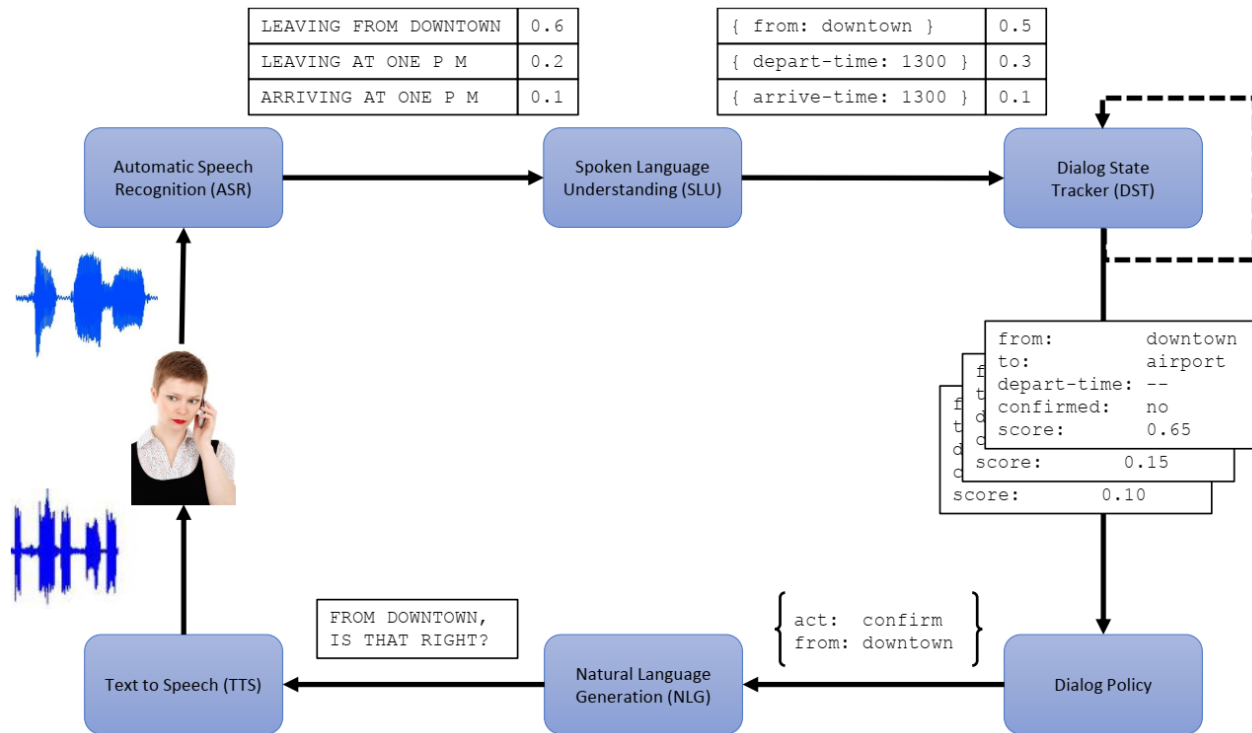 LEAVING FROM DOWNTOWN 0.6
LEAVING AT ONE P M 0.2
ARRIVING AT ONE P M 0.1
{ from: downtown } 0.5
{ depart-time: 1300 } 0.3
{ arrive-time: 1300 } 0.1
Automatic Speech
Recognition (ASR)
Spoken Language
Understanding (SLU)
Dialog State
Tracker (DST)
from: downtown
to: airport
depart-time: --
confirmed: no
score: 0.65
f
t
d
c
score: 0.15
f
t
d
c
score: 0.10
FROM DOWNTOWN,
IS THAT RIGHT?
act: confirm
from: downtown
Text to Speech (TTS)
Natural Language
Generation (NLG)
Dialog Policy